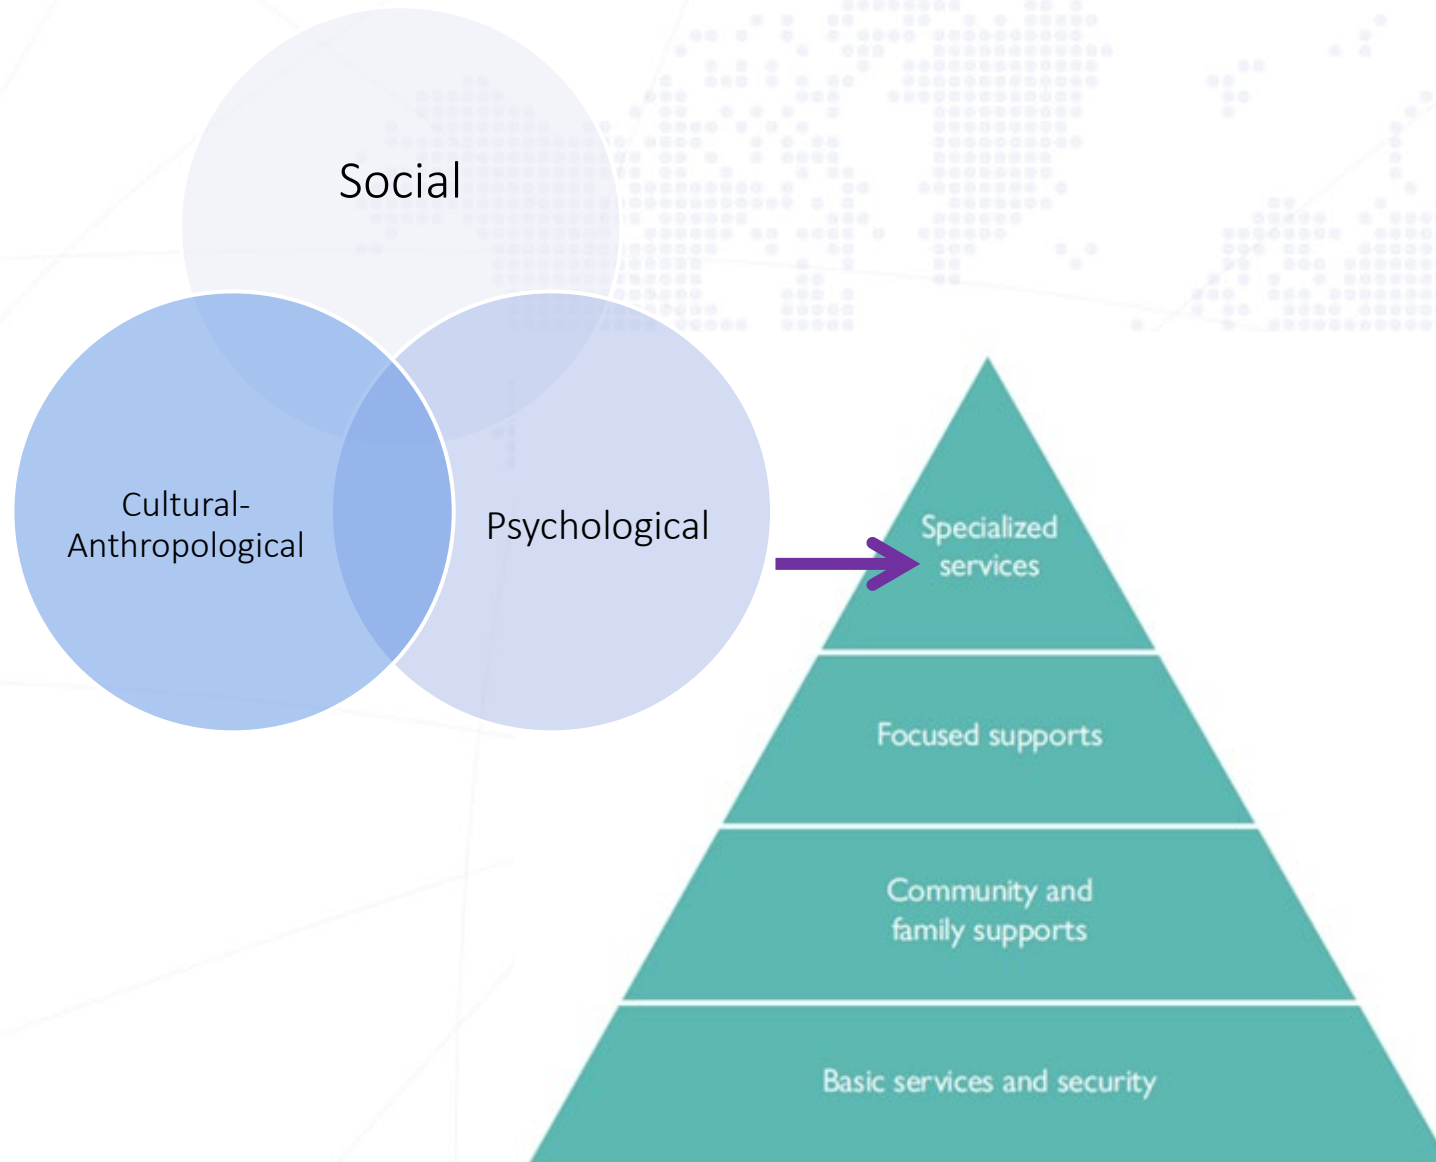 Social
Cultural-
Anthropological
Psychological
Specialized
services
Focused supports
Community and
family supports
Basic services and security